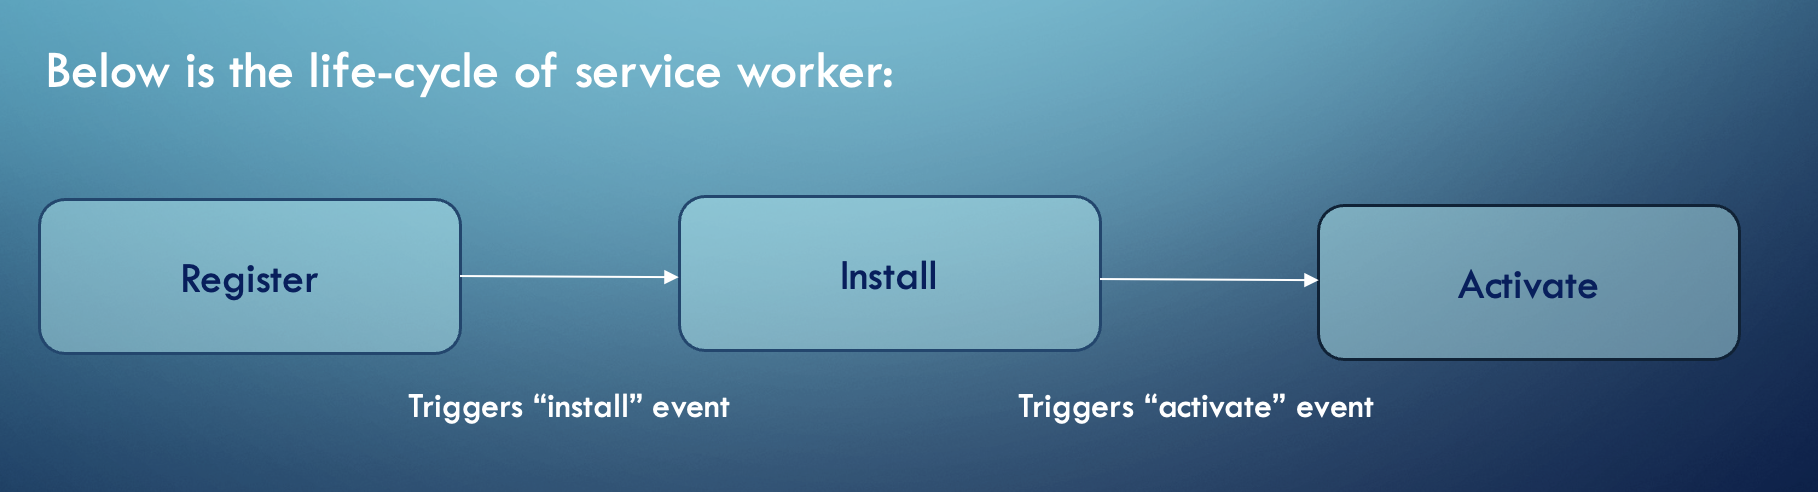 Below is the life-cycle of service worker:
Register
Install
Activate
Triggers “install” event
Triggers “activate” event